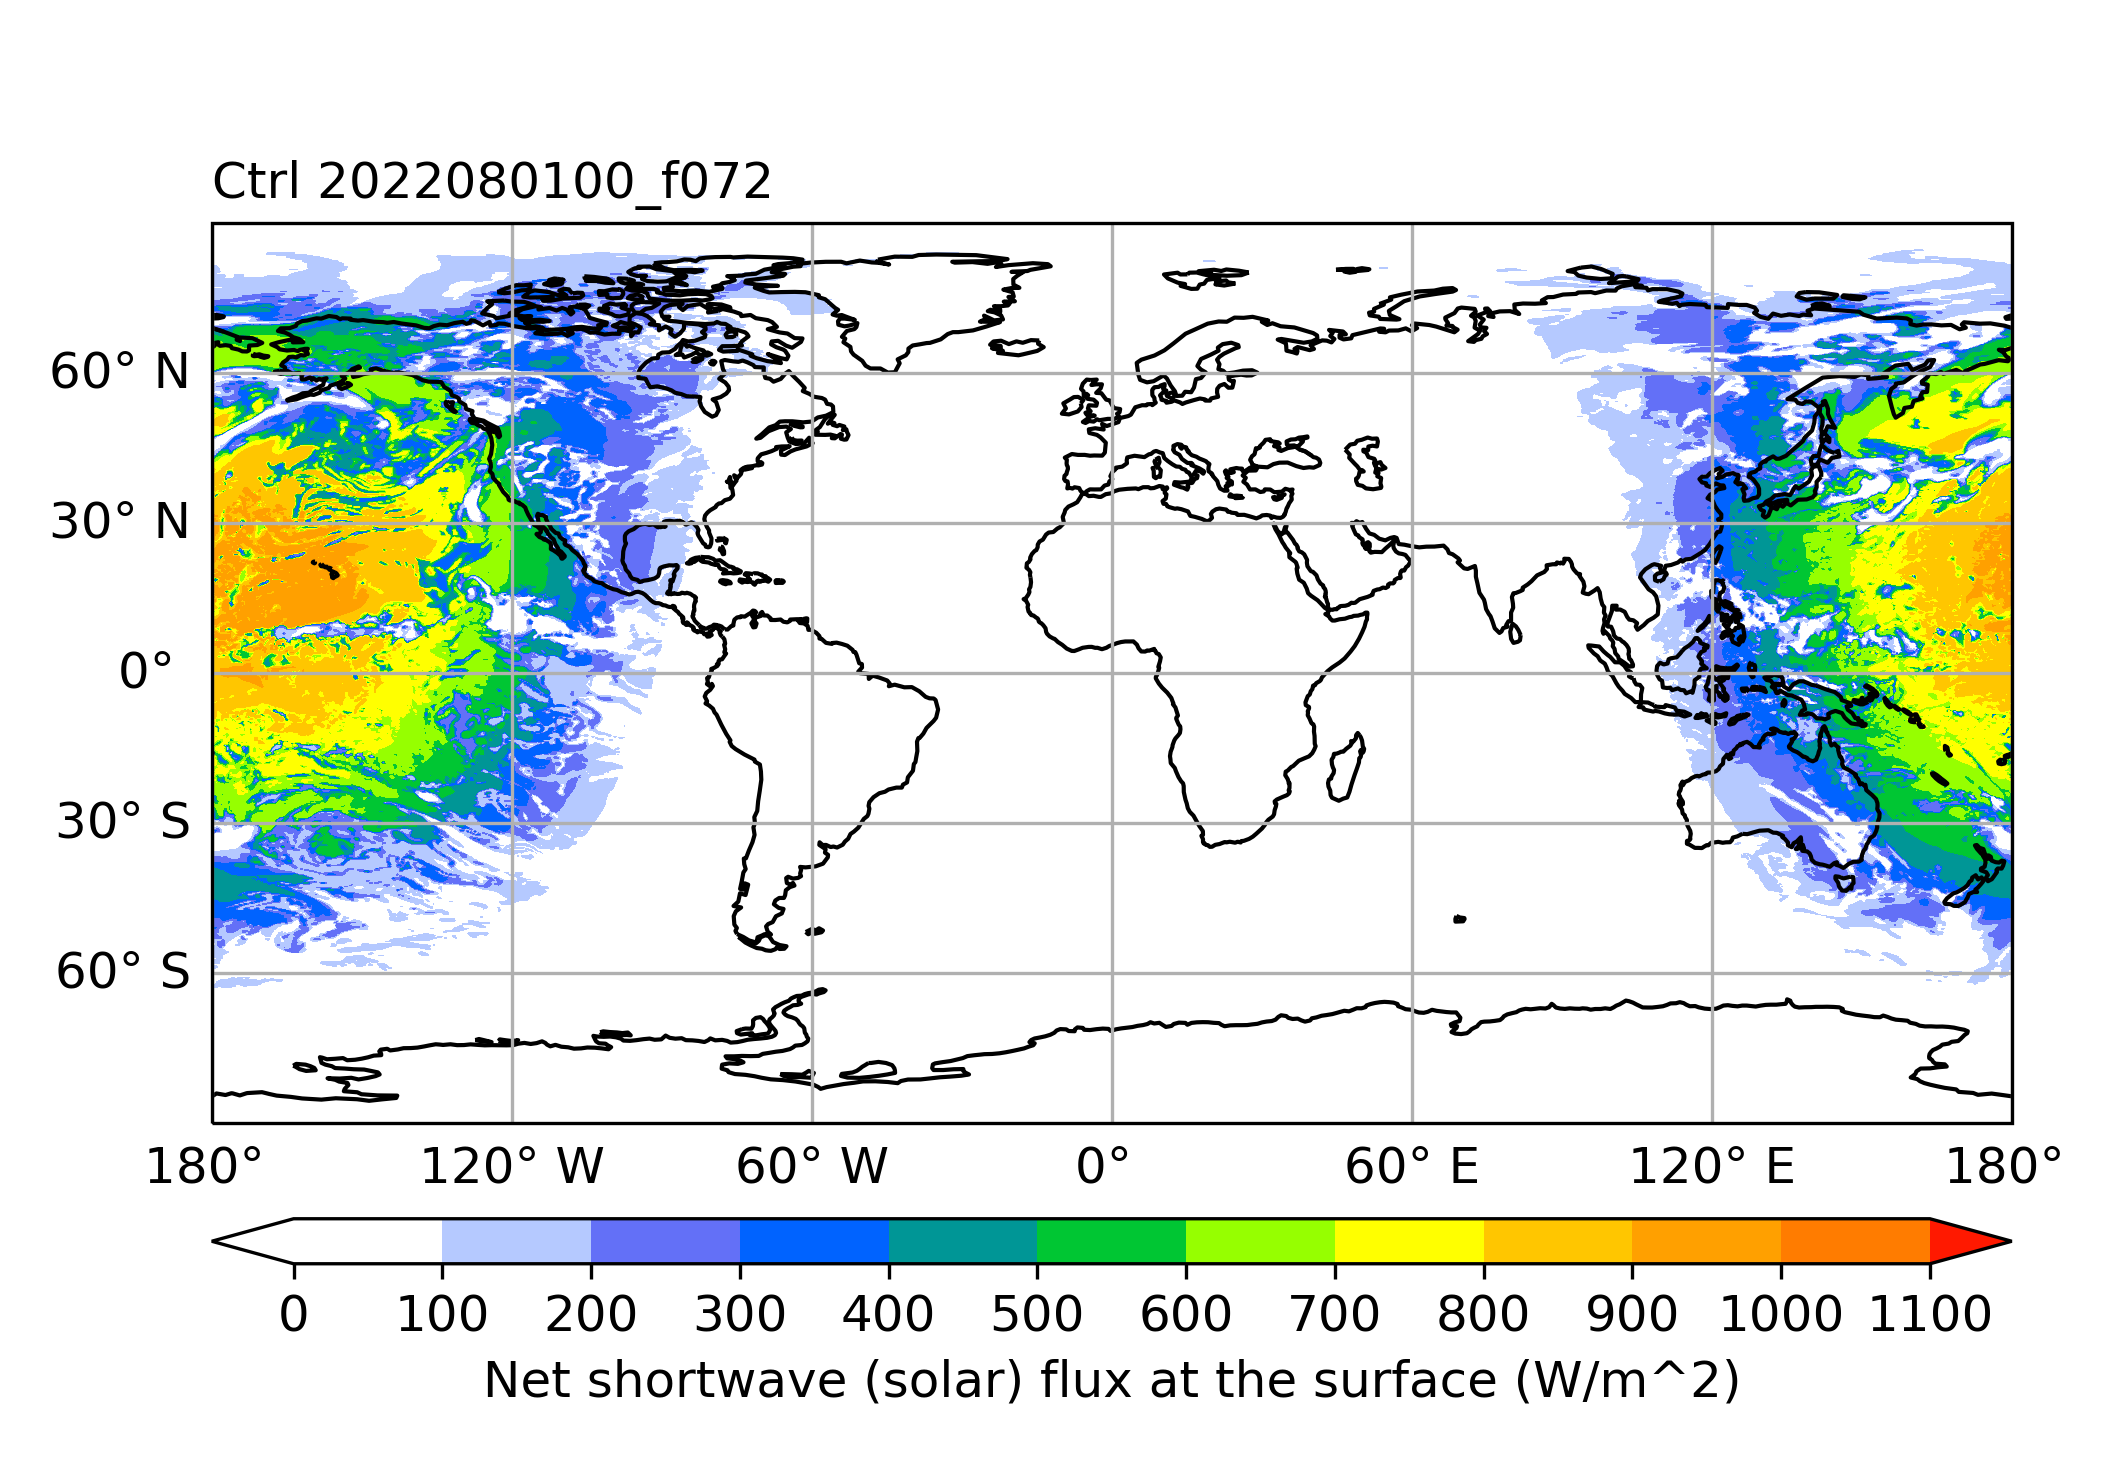 Ctrl 2022080100_f072
60° N
30° N
0°
30° S
60° S
180° 120° W 60° W 0° 60° E 120° E 180°
0 100 200 300 400 500 600 700 800 900 1000 1100
Net shortwave (solar) flux at the surface (W/m^2)